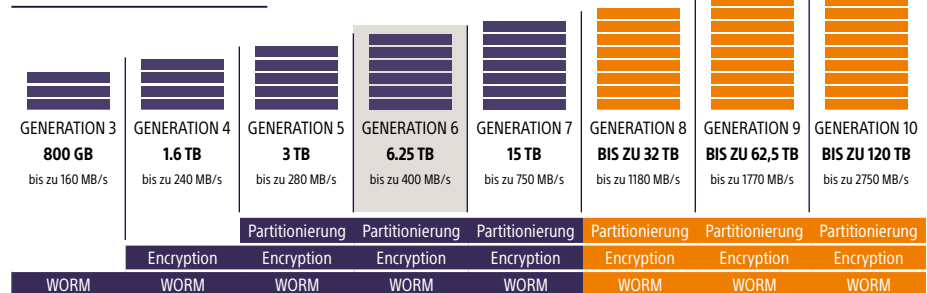 GENERATION 3 GENERATION 4 GENERATION 5 GENERATION 6 GENERATION 7 GENERATION 8 GENERATION 9 GENERATION 10
800 GB 1.6 TB 3 TB 6.25 TB 15 TB BIS ZU 32 TB BIS ZU 62,5 TB BIS ZU 120 TB
bis zu 160 MB/s bis zu 240 MB/s bis zu 280 MB/s bis zu 400 MB/s bis zu 750 MB/s bis zu 1180 MB/s bis zu 1770 MB/s bis zu 2750 MB/s
Partitionierung Partitionierung Partitionierung Partitionierung Partitionierung Partitionierung
Encryption Encryption Encryption Encryption Encryption Encryption Encryption
WORM WORM WORM WORM WORM WORM WORM WORM